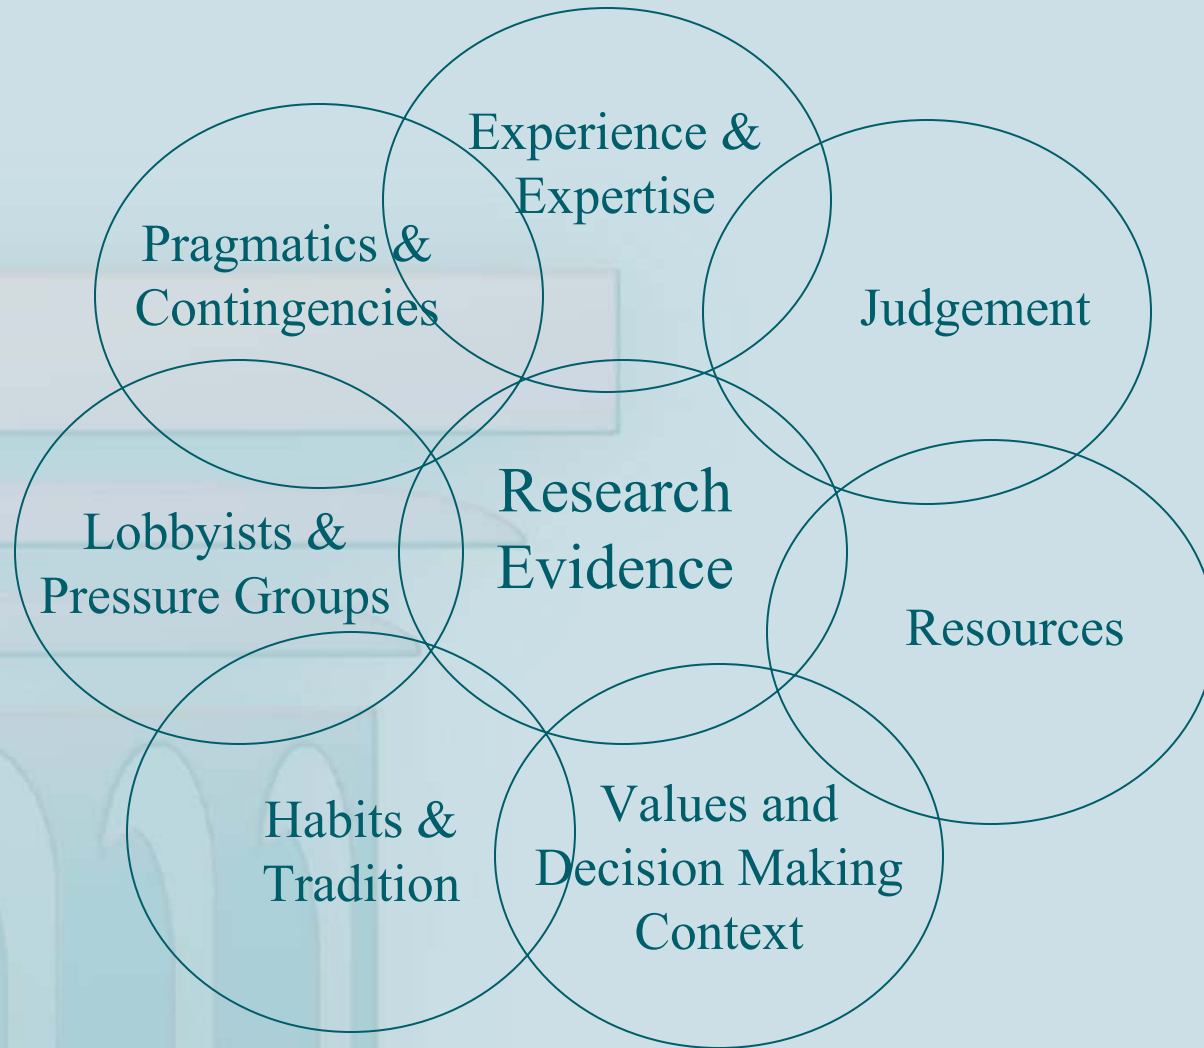 Experience &
Expertise
Pragmatics &
Contingencies
Judgement
Research
Evidence
Lobbyists &
Pressure Groups
Resources
Habits &
Tradition
Values and
Decision Making
Context